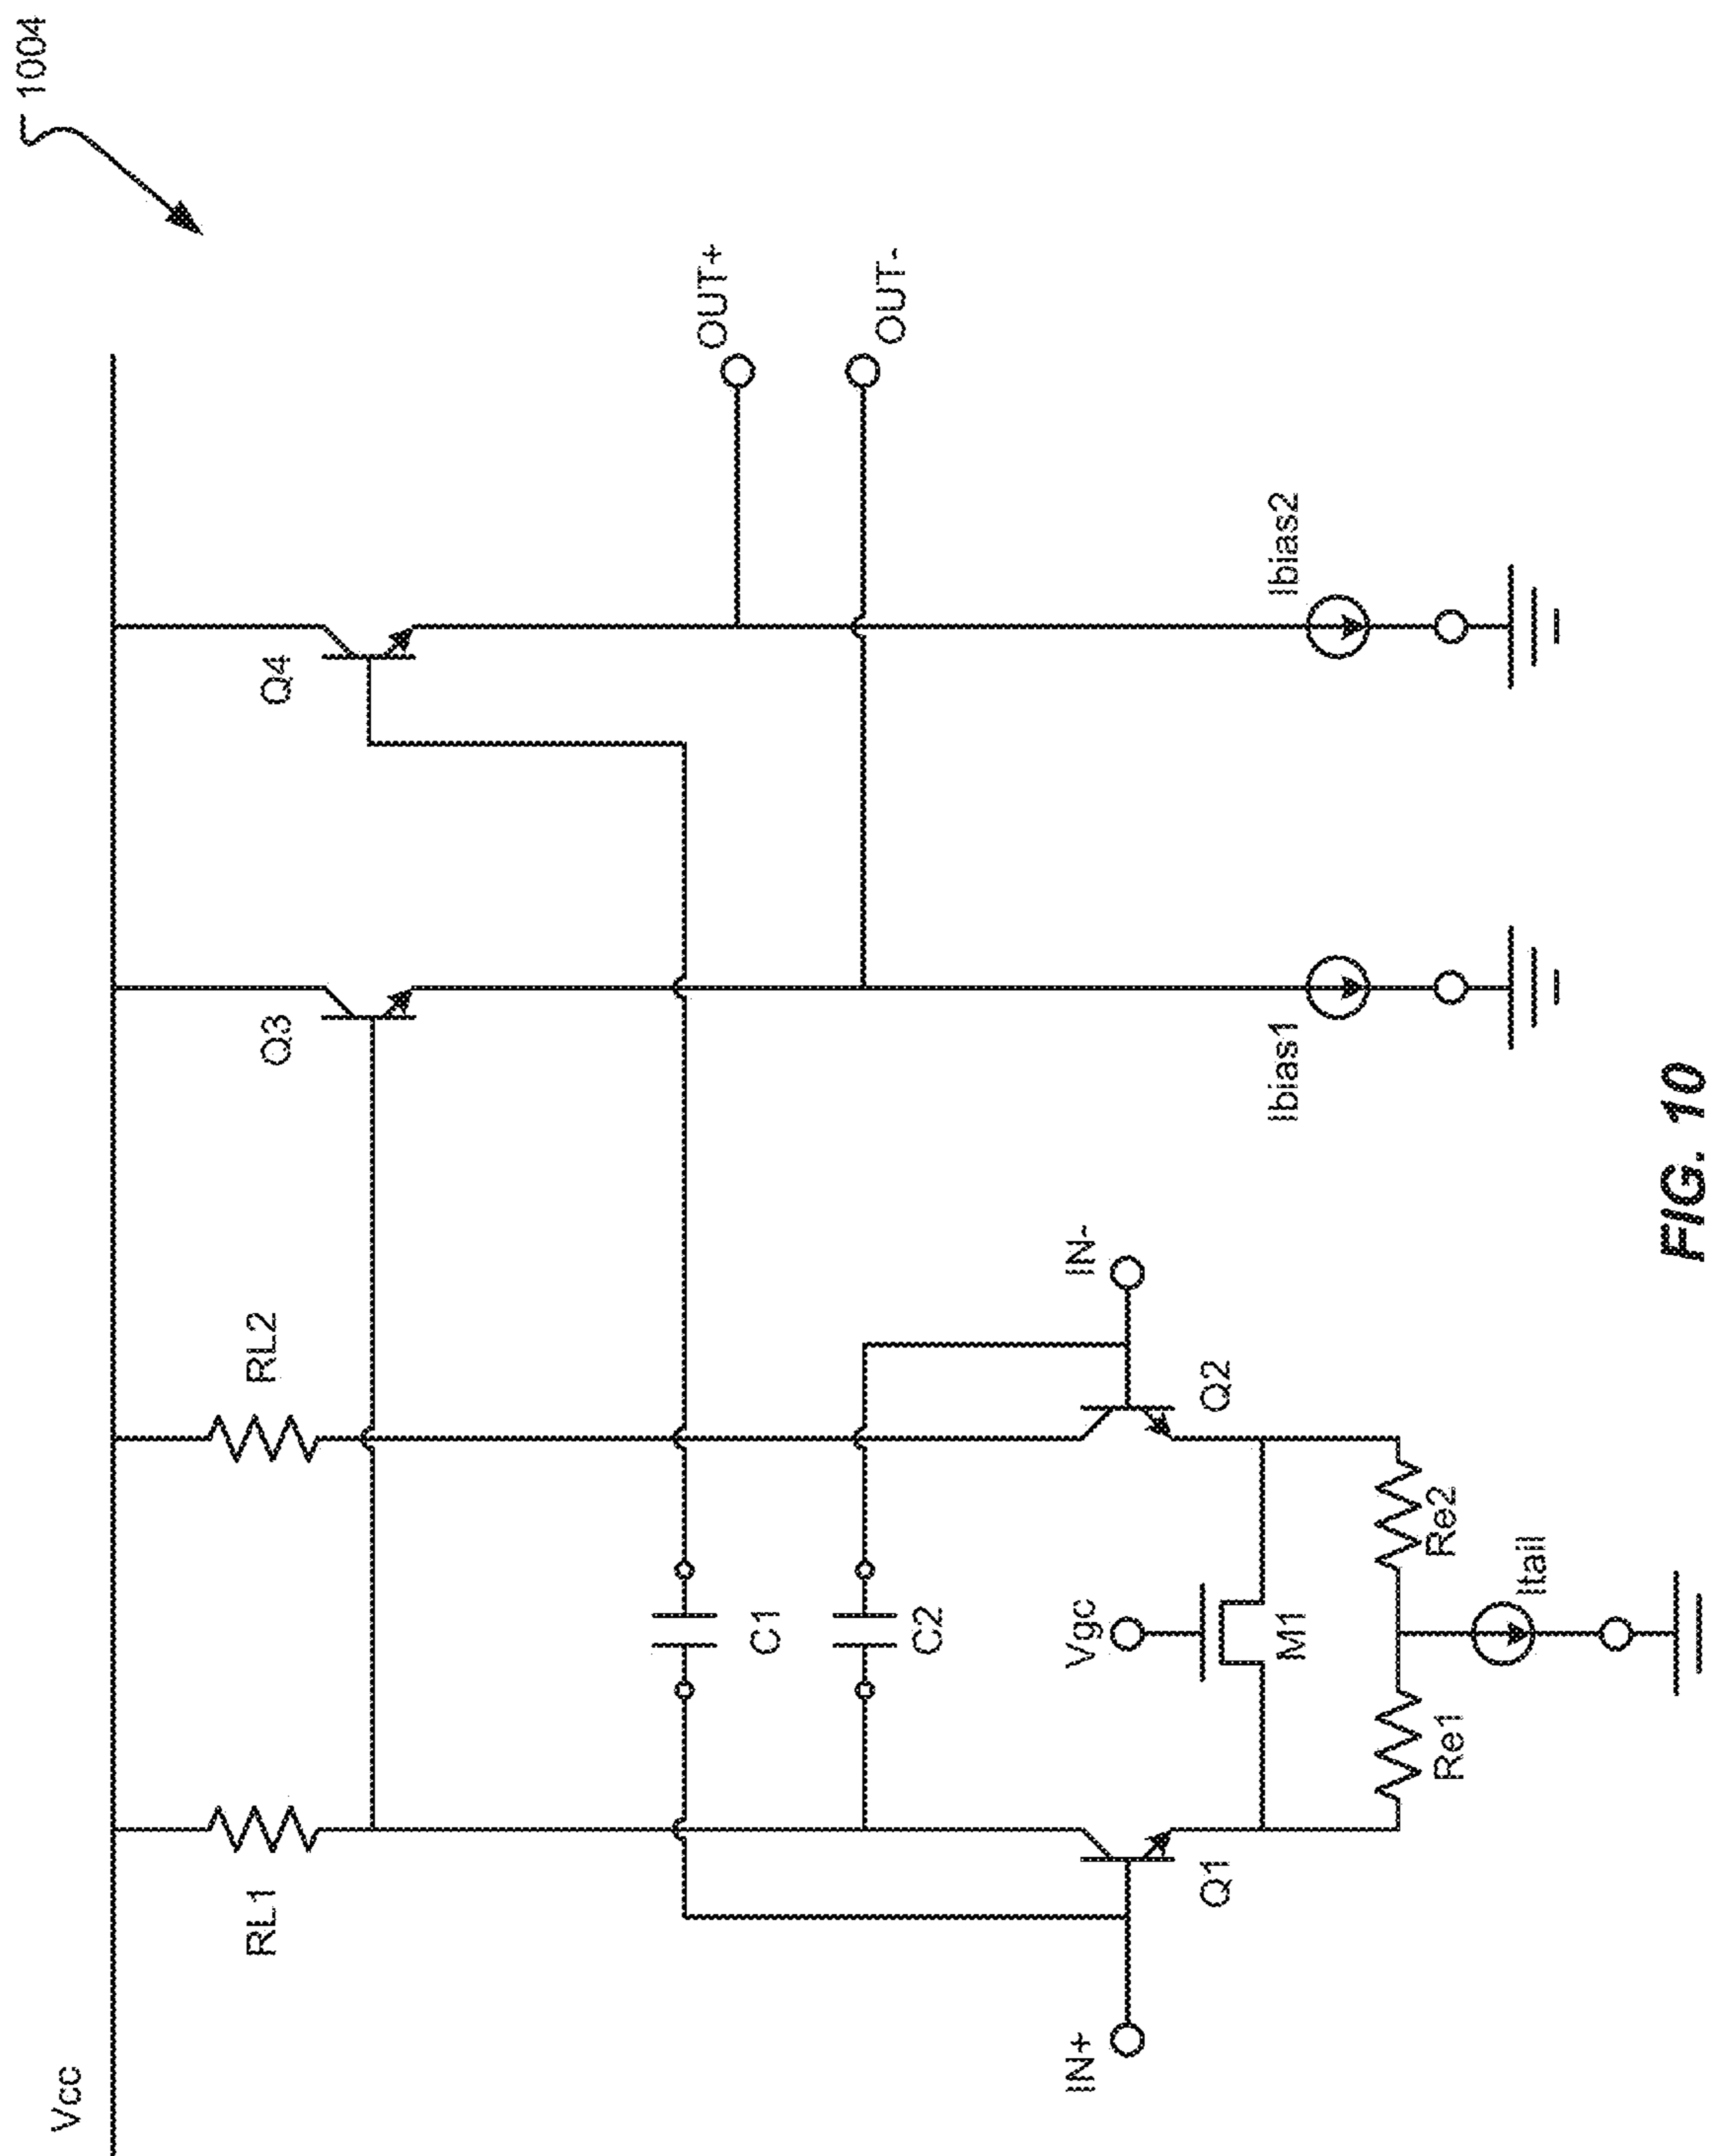 1004
Vcc
RL1
RL2
Q3
Q4
OUT+
OUT-
C1
C2
IN+
Vgc
IN-
Q1
M1
Q2
Ibias1
Ibias2
Re1
Re2
Itail
FIG. 10